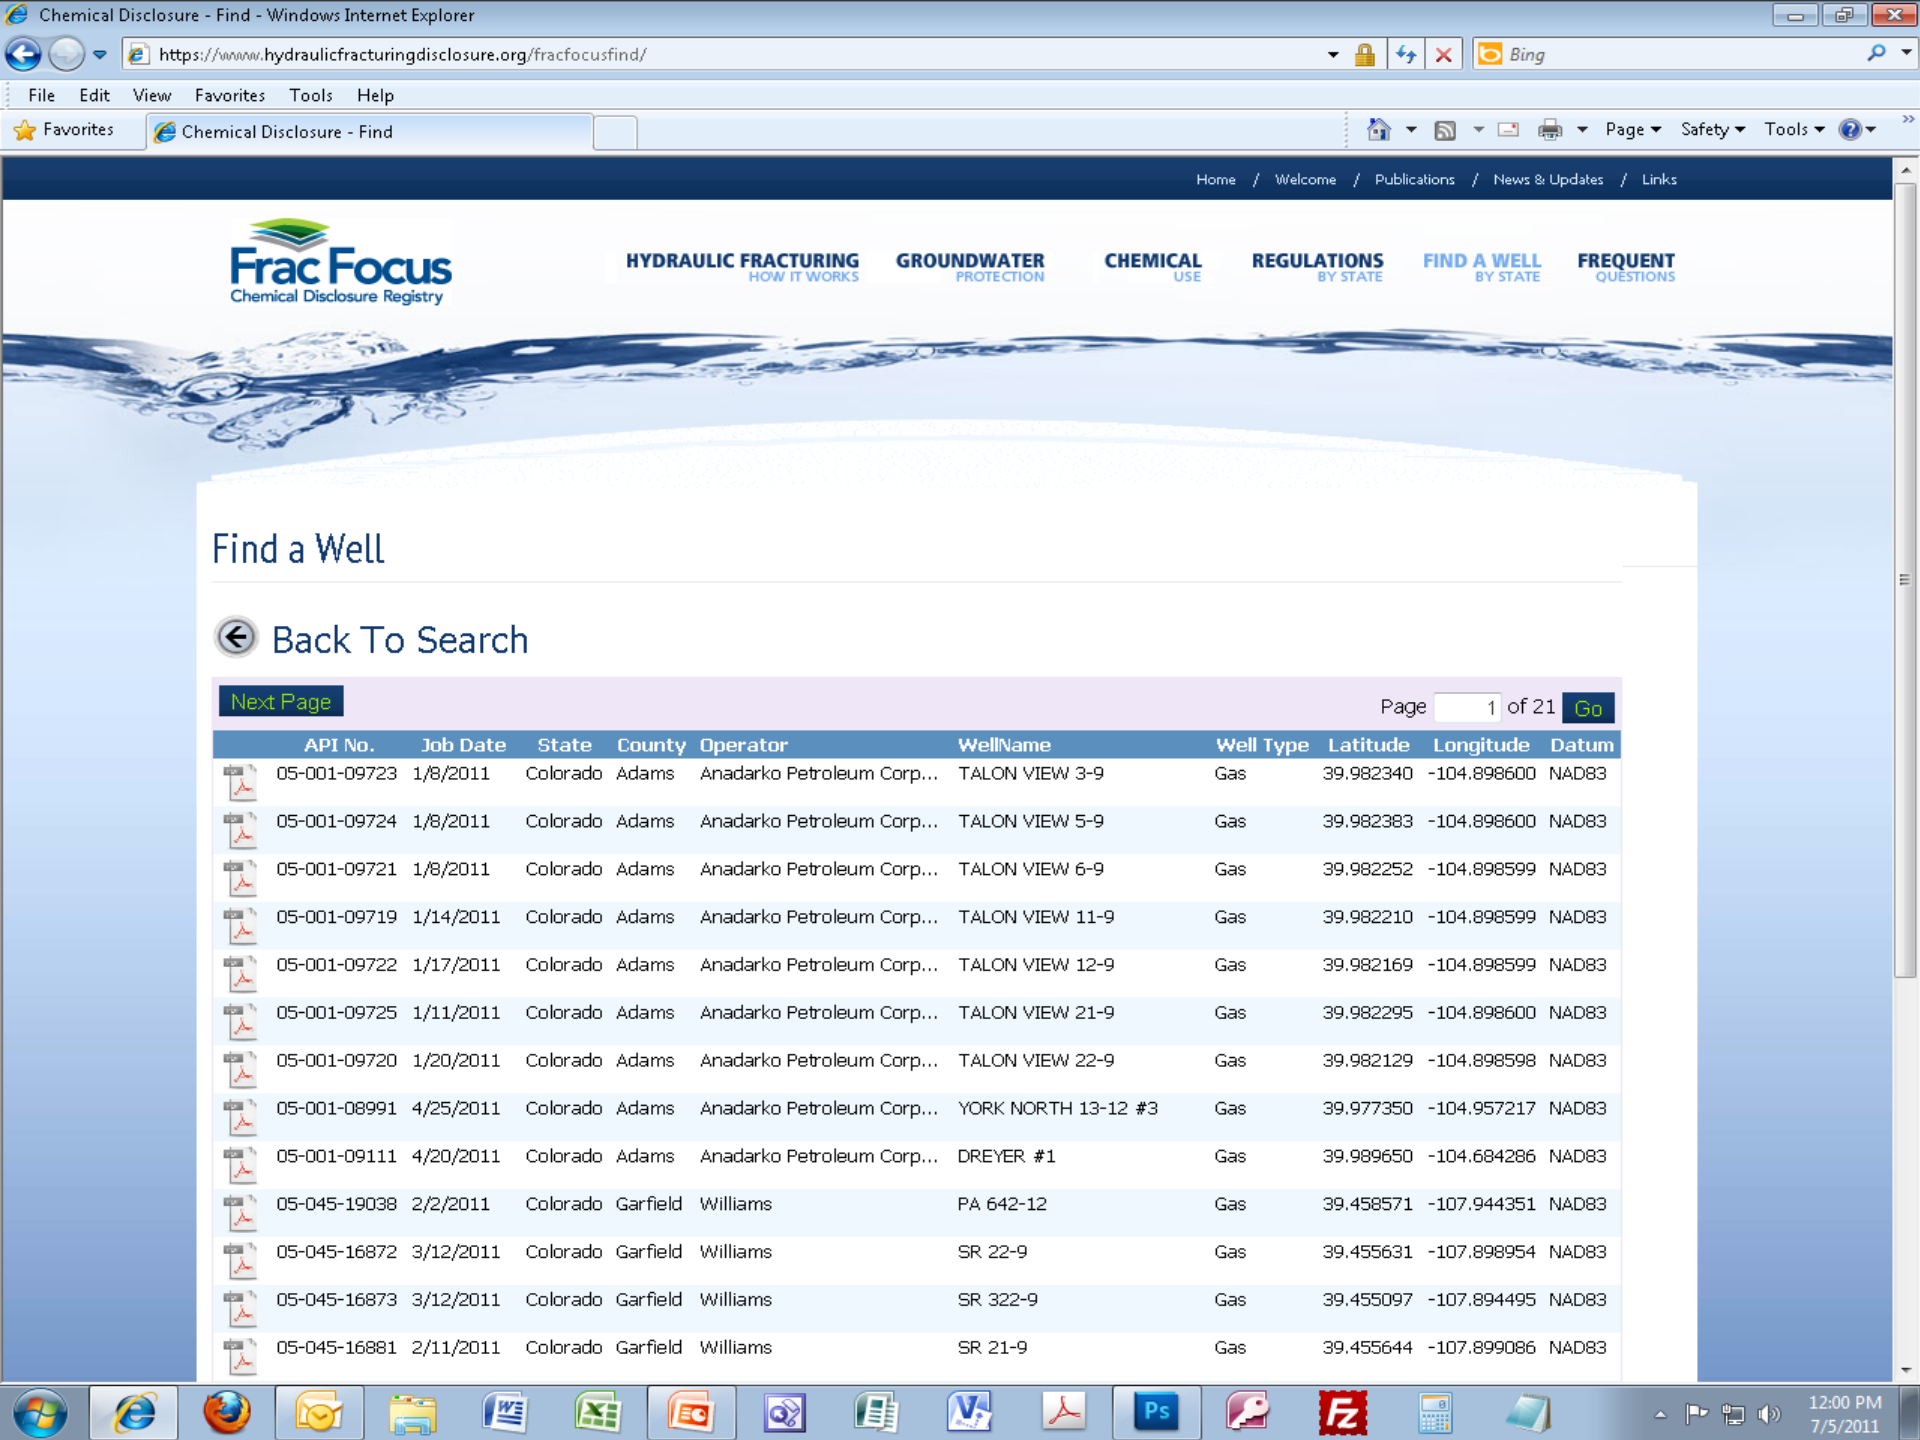 Chemical Disclosure - Find - Windows Internet Explorer
https://www.hydraulicfracturingdisclosure.org/fracfocusfind/
Bing
File Edit View Favorites Tools Help
Favorites Chemical Disclosure - Find Page Safety Tools
Home / Welcome / Publications / News & Updates / Links
Frac Focus
Chemical Disclosure Registry
HYDRAULIC FRACTURING GROUNDWATER CHEMICAL REGULATIONS FIND A WELL FREQUENT
HOW IT WORKS PROTECTION USE BY STATE BY STATE QUESTIONS
Find a Well
Back To Search
Next Page Page 1 of 21 Go
API No. Job Date State County Operator WellName Well Type Latitude Longitude Datum
05-001-09723 1/8/2011 Colorado Adams Anadarko Petroleum Corp... TALON VIEW 3-9 Gas 39.982340 -104.898600 NAD83
05-001-09724 1/8/2011 Colorado Adams Anadarko Petroleum Corp... TALON VIEW 5-9 Gas 39.982383 -104.898600 NAD83
05-001-09721 1/8/2011 Colorado Adams Anadarko Petroleum Corp... TALON VIEW 6-9 Gas 39.982252 -104.898599 NAD83
05-001-09719 1/14/2011 Colorado Adams Anadarko Petroleum Corp... TALON VIEW 11-9 Gas 39.982210 -104.898599 NAD83
05-001-09722 1/17/2011 Colorado Adams Anadarko Petroleum Corp... TALON VIEW 12-9 Gas 39.982169 -104.898599 NAD83
05-001-09725 1/11/2011 Colorado Adams Anadarko Petroleum Corp... TALON VIEW 21-9 Gas 39.982295 -104.898600 NAD83
05-001-09720 1/20/2011 Colorado Adams Anadarko Petroleum Corp... TALON VIEW 22-9 Gas 39.982129 -104.898598 NAD83
05-001-08991 4/25/2011 Colorado Adams Anadarko Petroleum Corp... YORK NORTH 13-12 #3 Gas 39.977350 -104.957217 NAD83
05-001-09111 4/20/2011 Colorado Adams Anadarko Petroleum Corp... DREYER #1 Gas 39.989650 -104.684286 NAD83
05-045-19038 2/2/2011 Colorado Garfield Williams PA 642-12 Gas 39.458571 -107.944351 NAD83
05-045-16872 3/12/2011 Colorado Garfield Williams SR 22-9 Gas 39.455631 -107.898954 NAD83
05-045-16873 3/12/2011 Colorado Garfield Williams SR 322-9 Gas 39.455097 -107.894495 NAD83
05-045-16881 2/11/2011 Colorado Garfield Williams SR 21-9 Gas 39.455644 -107.899086 NAD83
Ps
12:00 PM
7/5/2011